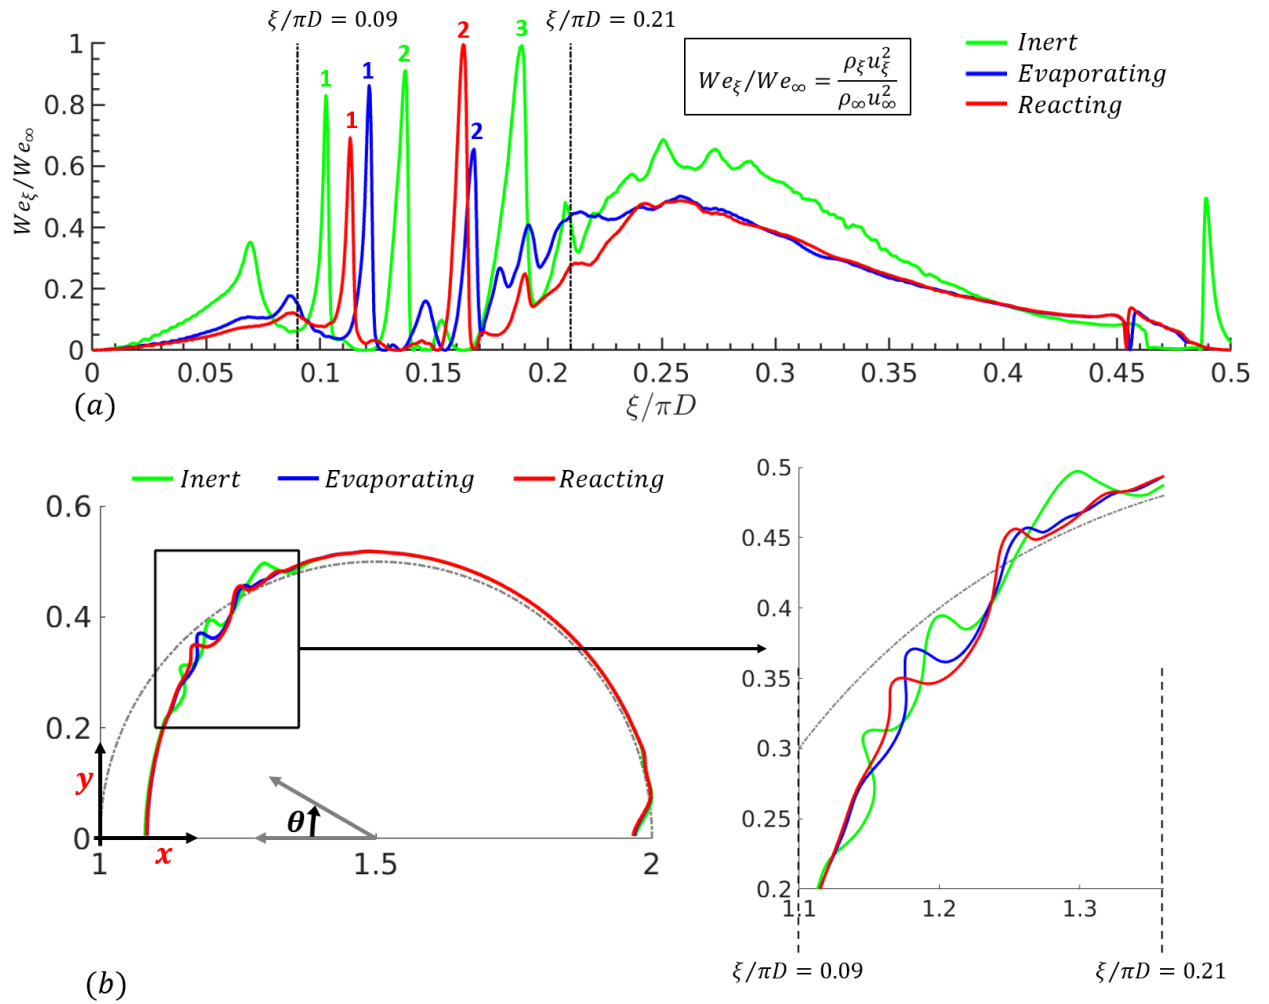 ξ/πD = 0.09
ξ/πD = 0.21
Inert
Evaporating
Reacting
We_ξ/We_∞ = ρ_ξu_ξ^2/ρ_∞u_∞^2
We_ξ/We_∞
1
0.8
0.6
0.4
0.2
0
1 1 1 2 2 2 3
0 0.05 0.1 0.15 0.2 0.25 0.3 0.35 0.4 0.45 0.5
ξ/πD
(a)
Inert Evaporating Reacting
0.6
0.4
0.2
0
y
x
θ
1 1.5 2
0.5
0.45
0.4
0.35
0.3
0.25
0.2
1.1 1.2 1.3
ξ/πD = 0.09
ξ/πD = 0.21
(b)